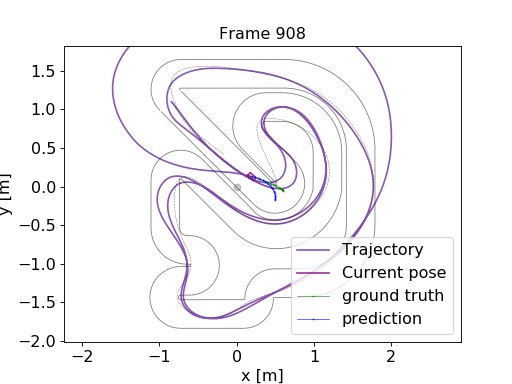 Frame 908
y [m]
1.5
1.0
0.5
0.0
−0.5
−1.0
−1.5
−2.0
Trajectory
Current pose
ground truth
prediction
−2
−1
0
1
2
x [m]